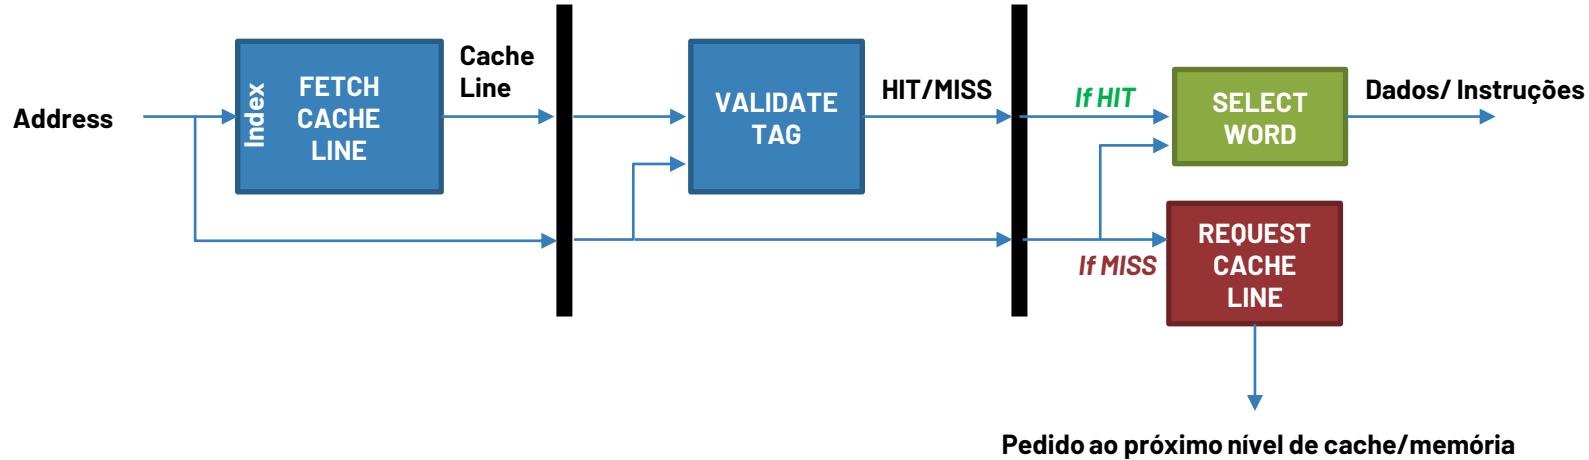 Address
Index
FETCH
CACHE
LINE
Cache
Line
VALIDATE
TAG
HIT/MISS
If HIT
SELECT
WORD
Dados/ Instruções
If MISS
REQUEST
CACHE
LINE
Pedido ao próximo nível de cache/memória